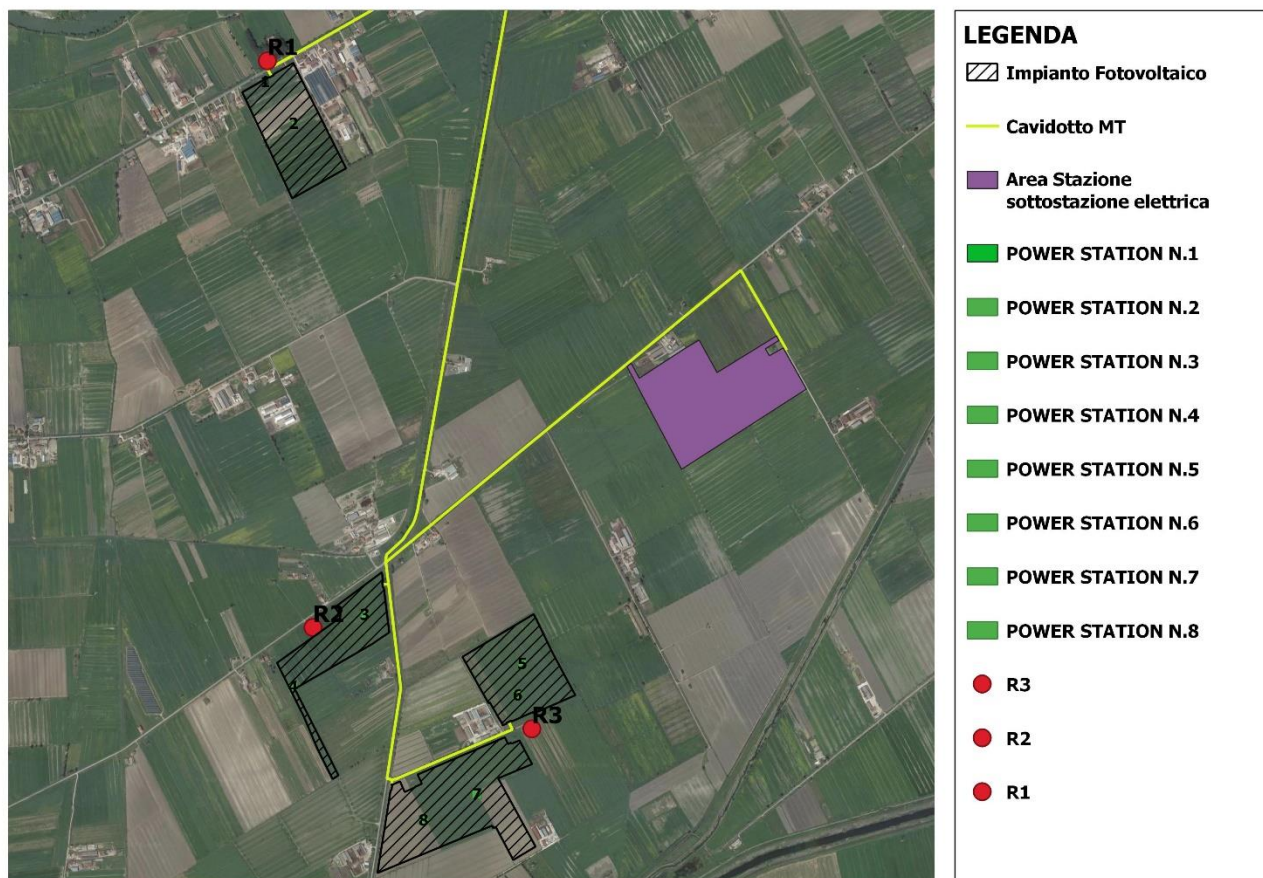 R1
1
2
R2
3
4
5
6
R3
7
8
LEGENDA
Impianto Fotovoltaico
Cavidotto MT
Area Stazione
sottostazione elettrica
POWER STATION N.1
POWER STATION N.2
POWER STATION N.3
POWER STATION N.4
POWER STATION N.5
POWER STATION N.6
POWER STATION N.7
POWER STATION N.8
R3
R2
R1